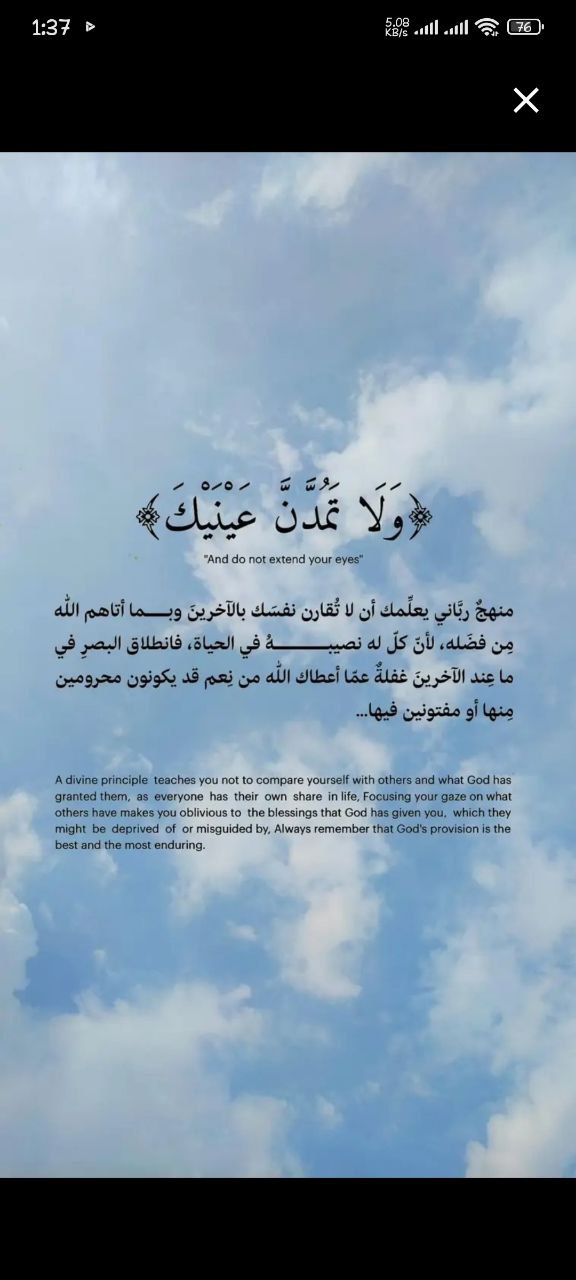 1:37
5.08
KB/s
76
﴿وَلَا تَمُدَّنَّ عَيْنَيْكَ﴾
"And do not extend your eyes"
منهجٌ ربَّاني يعلِّمك أن لا تُقارن نفسَك بالآخرينَ وبـــما أتاهم الله
مِن فضَله، لأنّ كلّ له نصيبـــــــــهُ في الحياة، فانطلاق البصرِ في
ما عِند الآخرينَ غفلةٌ عمّا أعطاك الله من نِعم قد يكونون محرومين
مِنها أو مفتونين فيها...
A divine principle teaches you not to compare yourself with others and what God has
granted them, as everyone has their own share in life, Focusing your gaze on what
others have makes you oblivious to the blessings that God has given you, which they
might be deprived of or misguided by, Always remember that God's provision is the
best and the most enduring.